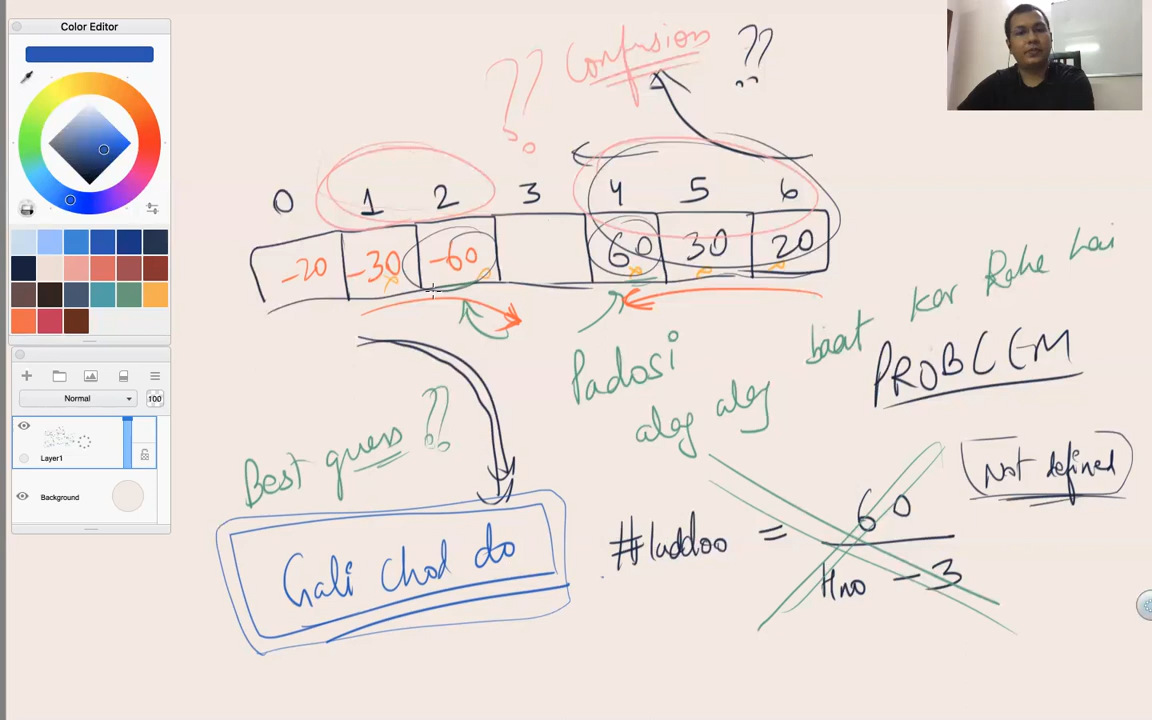 Color Editor
?? Confusion ??
0 1 2 3 4 5 6
-20 -30 -60 60 30 20
Normal
100
Layer1
Background
Padosi
alag alag
baat kar Rahe hai
PROBLEM
Best guess ??
Gali chod do
#laddoo = 60
Hno - 3
Not defined